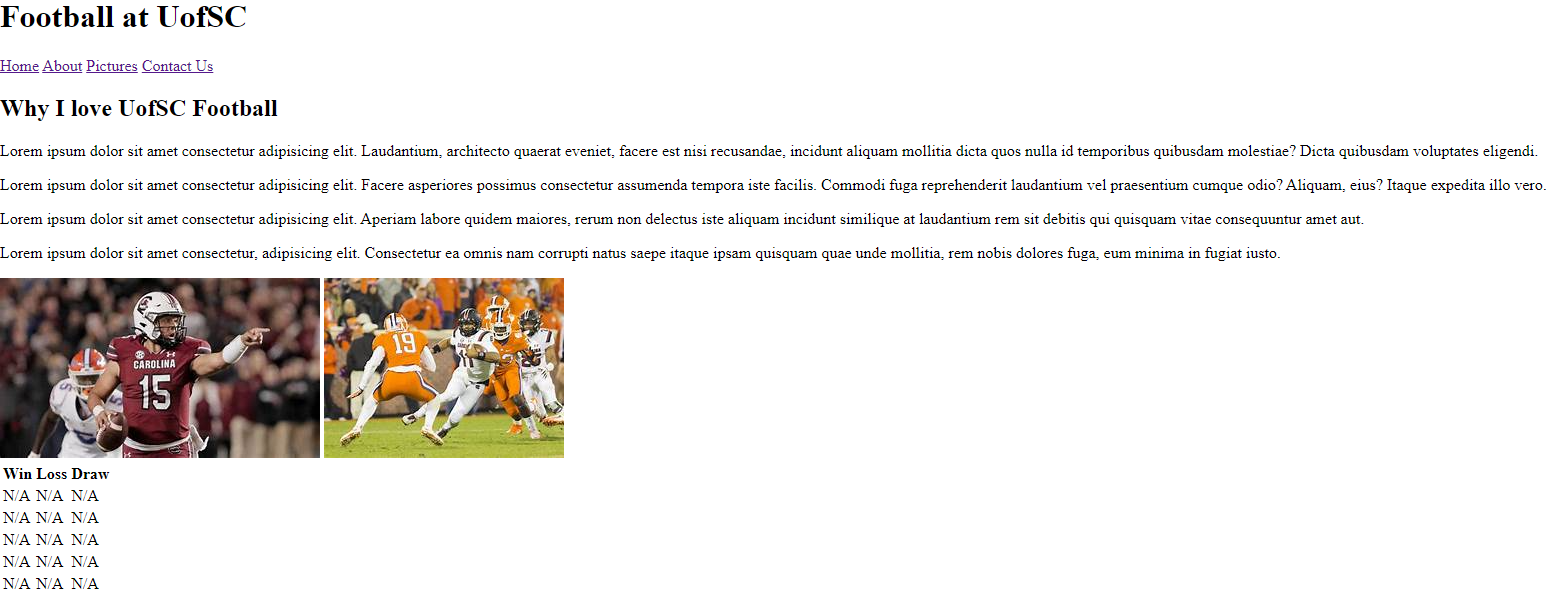 Football at UofSC
Home About Pictures Contact Us
Why I love UofSC Football
Lorem ipsum dolor sit amet consectetur adipisicing elit. Laudantium, architecto quaerat eveniet, facere est nisi recusandae, incidunt aliquam mollitia dicta quos nulla id temporibus quibusdam molestiae? Dicta quibusdam voluptates eligendi.
Lorem ipsum dolor sit amet consectetur adipisicing elit. Facere asperiores possimus consectetur assumenda tempora iste facilis. Commodi fuga reprehenderit laudantium vel praesentium cumque odio? Aliquam, eius? Itaque expedita illo vero.
Lorem ipsum dolor sit amet consectetur adipisicing elit. Aperiam labore quidem maiores, rerum non delectus iste aliquam incidunt similique at laudantium rem sit debitis qui quisquam vitae consequuntur amet aut.
Lorem ipsum dolor sit amet consectetur, adipisicing elit. Consectetur ea omnis nam corrupti natus saepe itaque ipsam quisquam quae unde mollitia, rem nobis dolores fuga, eum minima in fugiat iusto.
CAROLINA
15
19
11
Win Loss Draw
N/A N/A N/A
N/A N/A N/A
N/A N/A N/A
N/A N/A N/A
N/A N/A N/A